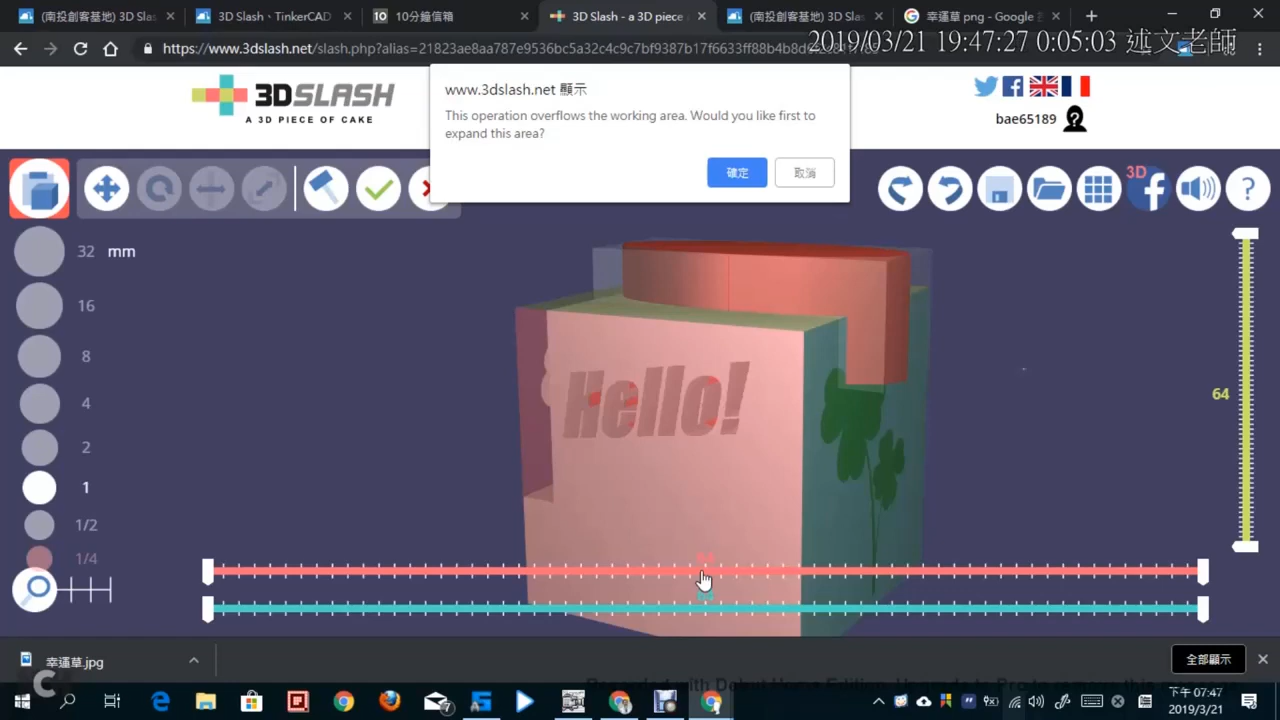 (南投創客基地) 3D Slas
3D Slash、TinkerCAD
10 10分鐘信箱
3D Slash - a 3D piece
(南投創客基地) 3D Slas
幸運草 png - Google
2019/03/21 19:47:27 0:05:03 述文老師
3DSLASH
A 3D PIECE OF CAKE
bae65189
www.3dslash.net 顯示
This operation overflows the working area. Would you like first to
expand this area?
確定
取消
3D
32 mm
16
8
4
2
1
1/2
1/4
Hello!
64
幸運草.jpg
全部顯示
下午 07:47
2019/3/21